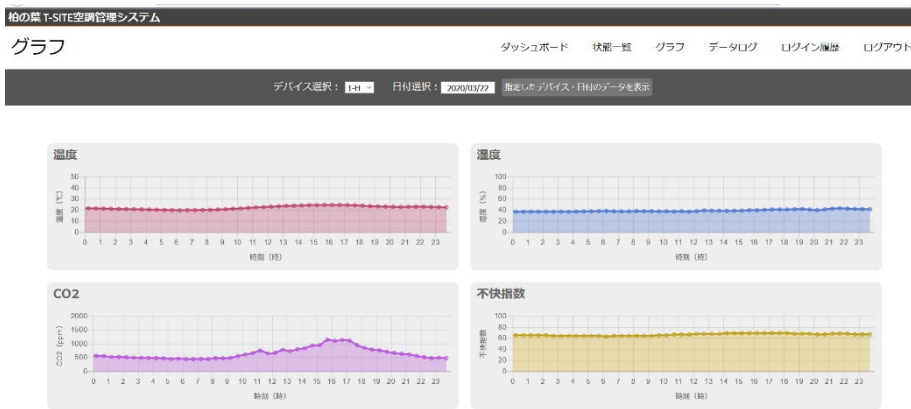 柏の葉 T-SITE空調管理システム
グラフ
ダッシュボード 状態一覧 グラフ データログ ログイン履歴 ログアウト
デバイス選択： 1-H 日付選択： 2020/03/22 指定したデバイス・日付のデータを表示
温度
50
40
30
20
10
0
温度 (℃)
0 1 2 3 4 5 6 7 8 9 10 11 12 13 14 15 16 17 18 19 20 21 22 23
時刻 (時)
湿度
100
80
60
40
20
0
湿度 (%)
0 1 2 3 4 5 6 7 8 9 10 11 12 13 14 15 16 17 18 19 20 21 22 23
時刻 (時)
CO2
2000
1500
1000
500
0
CO2 (ppm)
0 1 2 3 4 5 6 7 8 9 10 11 12 13 14 15 16 17 18 19 20 21 22 23
時刻 (時)
不快指数
100
80
60
40
20
0
不快指数
0 1 2 3 4 5 6 7 8 9 10 11 12 13 14 15 16 17 18 19 20 21 22 23
時刻 (時)